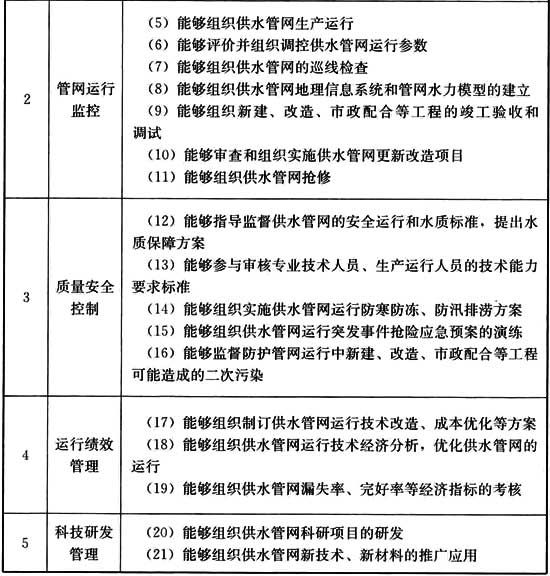 2
管网运行
监控
（5）能够组织供水管网生产运行
（6）能够评价并组织调控供水管网运行参数
（7）能够组织供水管网的巡线检查
（8）能够组织供水管网地理信息系统和管网水力模型的建立
（9）能够组织新建、改造、市政配合等工程的竣工验收和
调试
（10）能够审查和组织实施供水管网更新改造项目
（11）能够组织供水管网抢修
3
质量安全
控制
（12）能够指导监督供水管网的安全运行和水质标准，提出水
质保障方案
（13）能够参与审核专业技术人员、生产运行人员的技术能力
要求标准
（14）能够组织实施供水管网运行防寒防冻、防汛排涝方案
（15）能够组织供水管网运行突发事件抢险应急预案的演练
（16）能够监督防护管网运行中新建、改造、市政配合等工程
可能造成的二次污染
4
运行绩效
管理
（17）能够组织制订供水管网运行技术改造、成本优化等方案
（18）能够组织供水管网运行技术经济分析，优化供水管网的
运行
（19）能够组织供水管网漏失率、完好率等经济指标的考核
5
科技研发
管理
（20）能够组织供水管网科研项目的研发
（21）能够组织供水管网新技术、新材料的推广应用